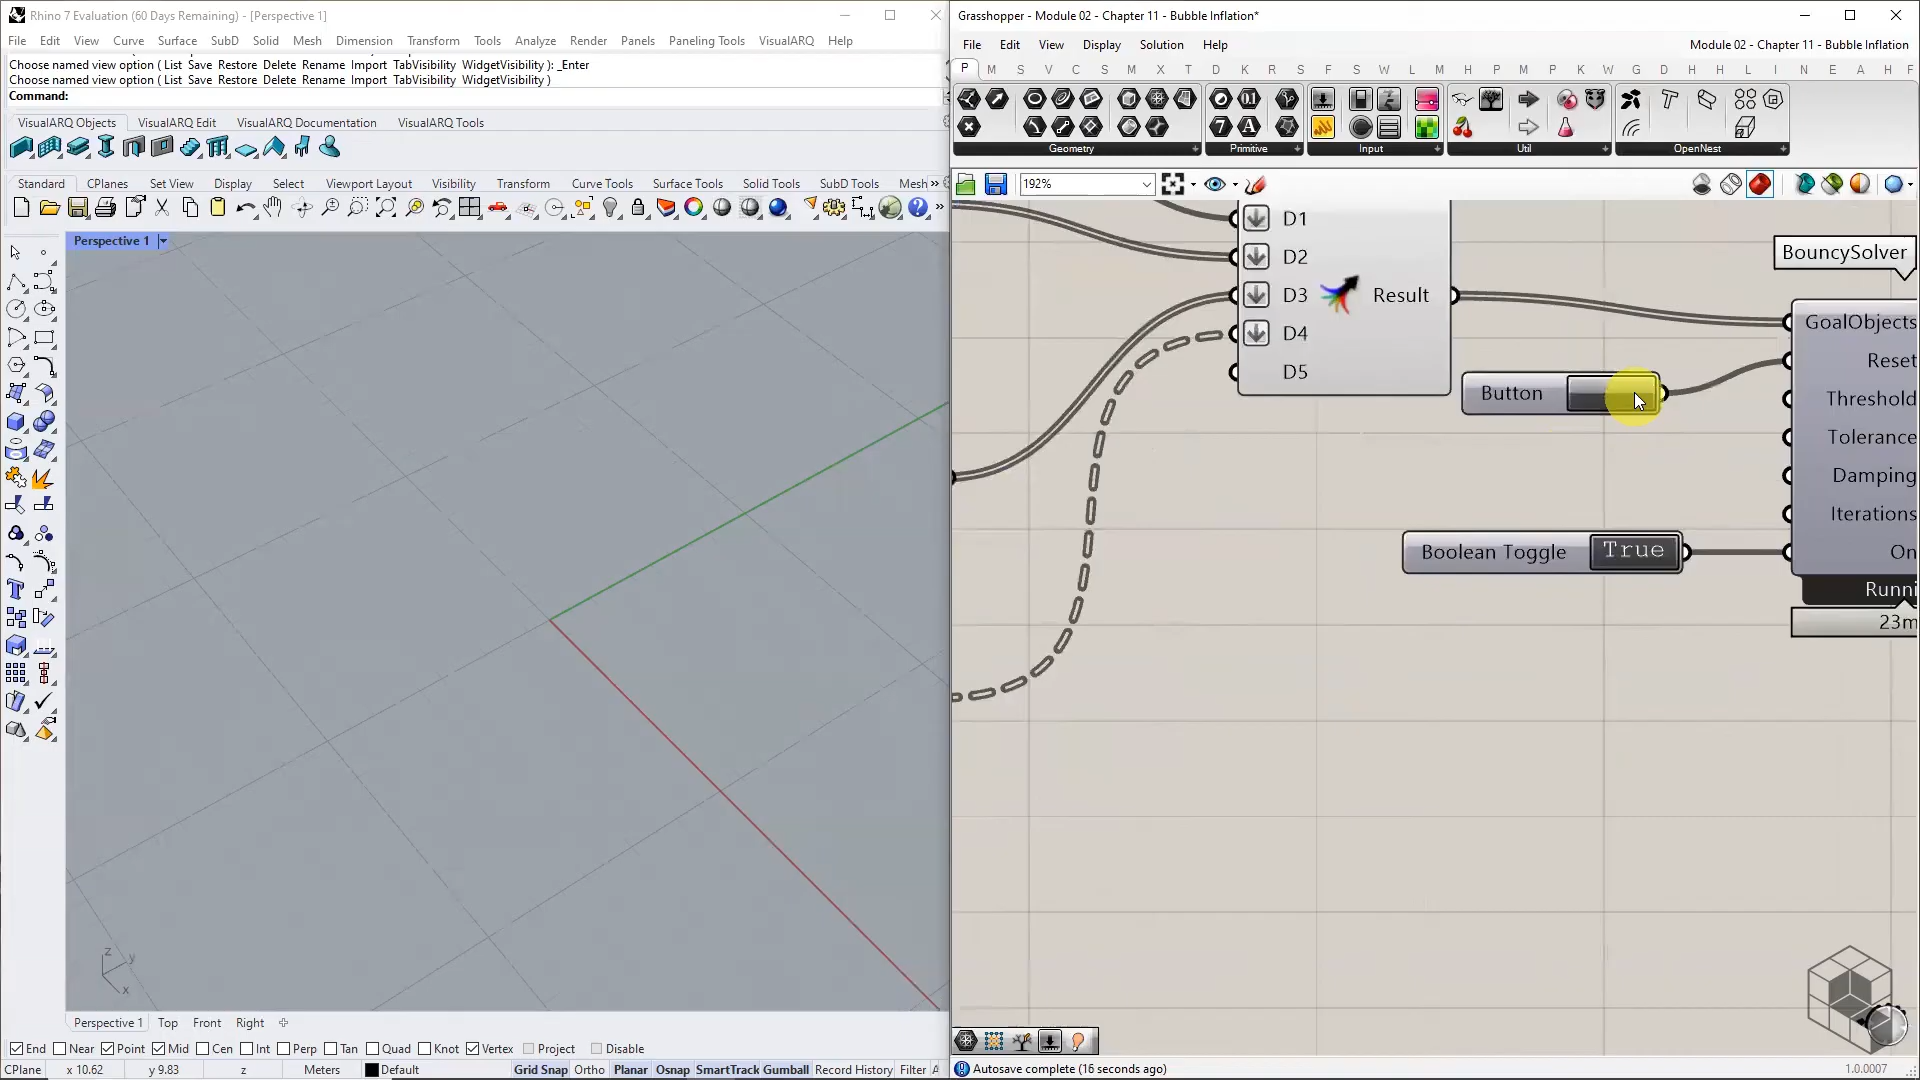 Rhino 7 Evaluation (60 Days Remaining) - [Perspective 1]
File Edit View Curve Surface SubD Solid Mesh Dimension Transform Tools Analyze Render Panels Paneling Tools VisualARQ Help
Choose named view option ( List Save Restore Delete Rename Import TabVisibility WidgetVisibility ): _Enter
Choose named view option ( List Save Restore Delete Rename Import TabVisibility WidgetVisibility )
Command:
VisualARQ Objects VisualARQ Edit VisualARQ Documentation VisualARQ Tools
Standard CPlanes Set View Display Select Viewport Layout Visibility Transform Curve Tools Surface Tools Solid Tools SubD Tools Mesh »
Perspective 1
z
y
x
Perspective 1 Top Front Right
End Near Point Mid Cen Int Perp Tan Quad Knot Vertex Project Disable
CPlane x 10.62 y 9.83 z Meters Default Grid Snap Ortho Planar Osnap SmartTrack Gumball Record History Filter A
Grasshopper - Module 02 - Chapter 11 - Bubble Inflation*
File Edit View Display Solution Help Module 02 - Chapter 11 - Bubble Inflation
P M S V C S M X T D K R S F S W L M H P M P K W G D H H L I N E A H F
Geometry Primitive Input Util OpenNest
192%
D1
D2
D3 Result
D4
D5
BouncySolver
GoalObjects
Reset
Button
Threshold
Tolerance
Damping
Iterations
Boolean Toggle True On
Runni
23m
Autosave complete (16 seconds ago) 1.0.0007